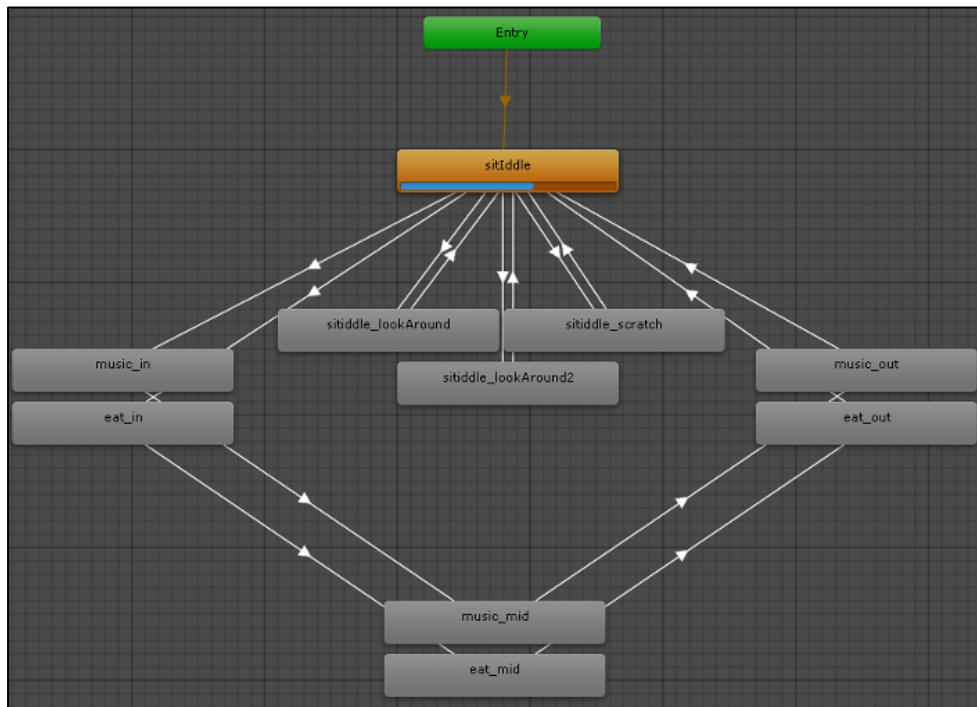 Entry
sitIddle
sitiddle_lookAround
sitiddle_scratch
music_in
music_out
sitiddle_lookAround2
eat_in
eat_out
music_mid
eat_mid